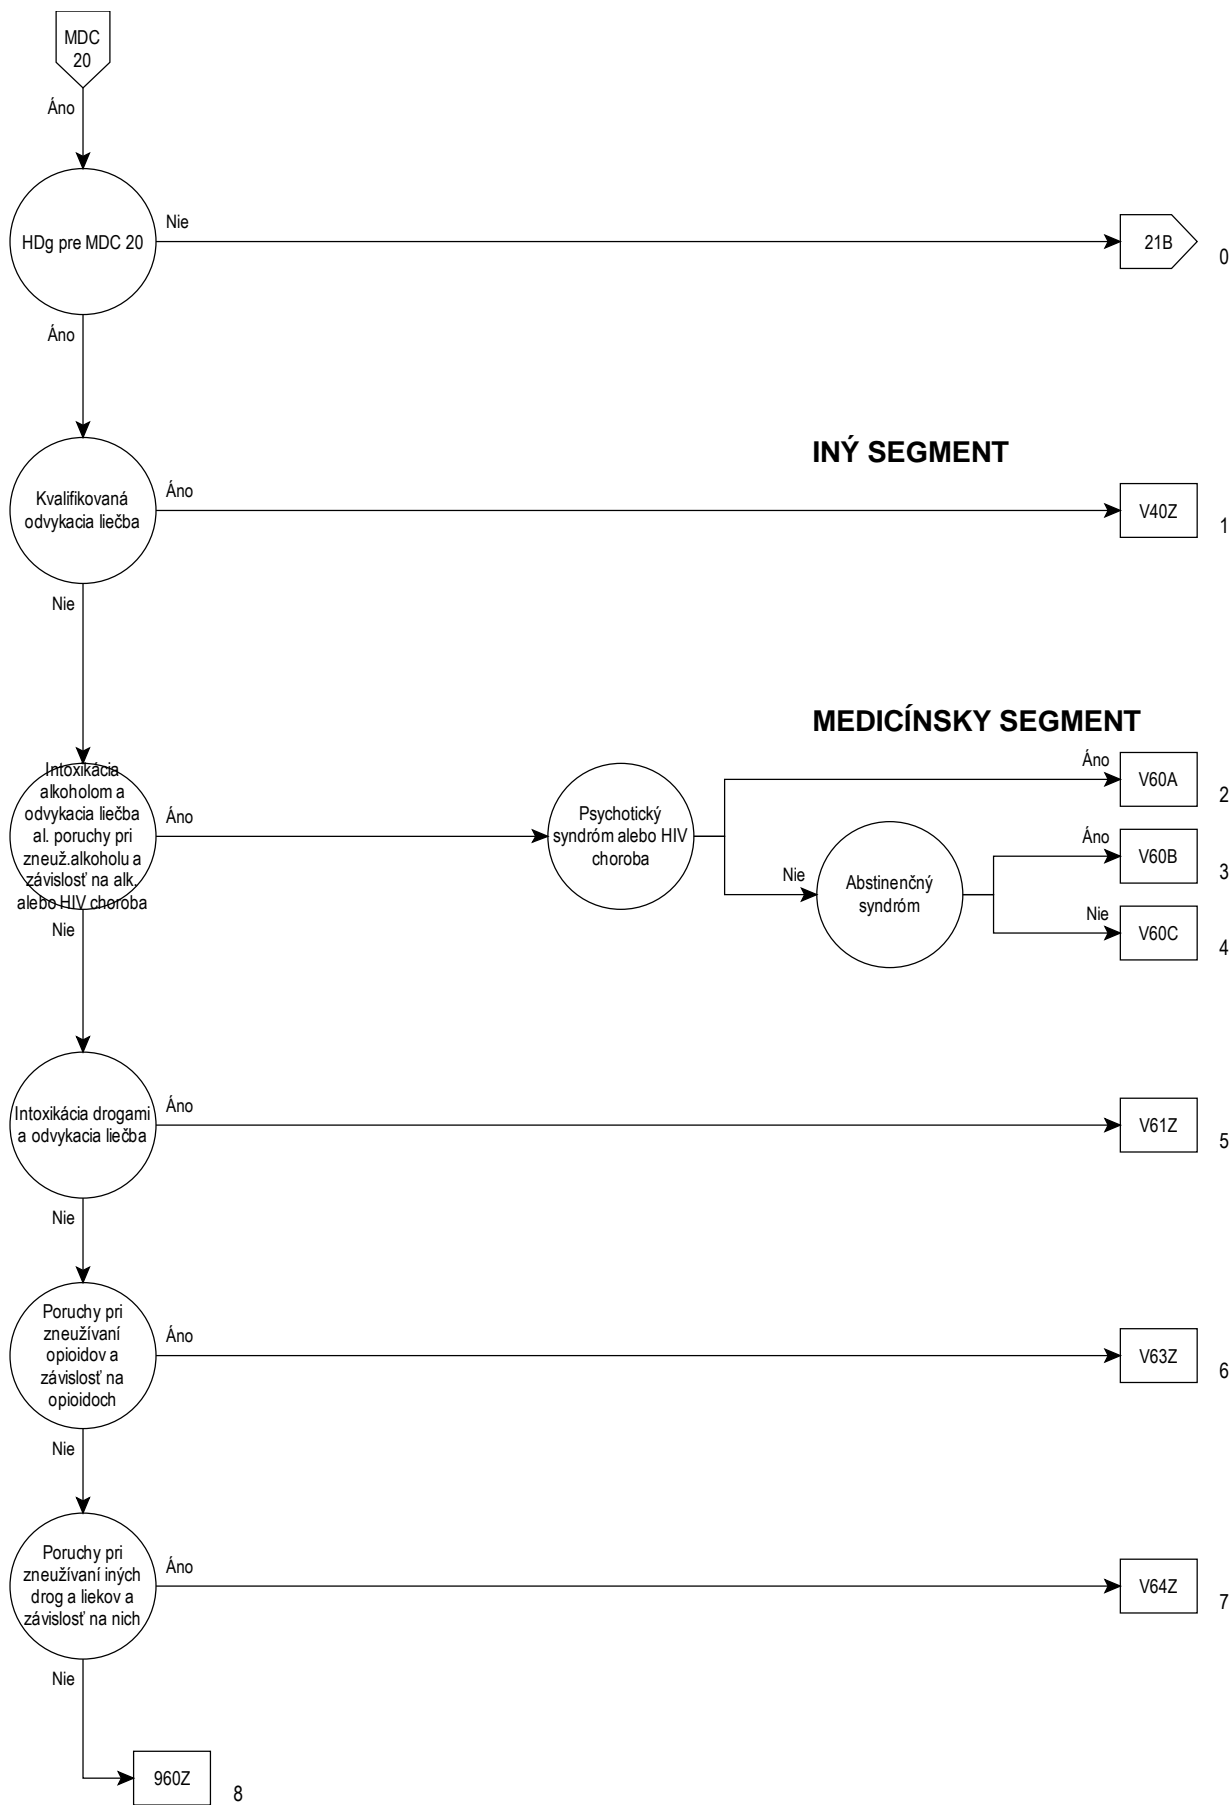 MDC
20
Áno
HDg pre MDC 20
Nie
21B
0
Áno
INÝ SEGMENT
Kvalifikovaná
odvykacia liečba
Áno
V40Z
1
Nie
MEDICÍNSKY SEGMENT
Intoxikácia
alkoholom a
odvykacia liečba
al. poruchy pri
zneuž.alkoholu a
závislosť na alk.
alebo HIV choroba
Áno
Psychotický
syndróm alebo HIV
choroba
Áno
V60A
2
Nie
Abstinenčný
syndróm
Áno
V60B
3
Nie
V60C
4
Nie
Intoxikácia drogami
a odvykacia liečba
Áno
V61Z
5
Nie
Poruchy pri
zneužívaní
opioidov a
závislosť na
opioidoch
Áno
V63Z
6
Nie
Poruchy pri
zneužívaní iných
drog a liekov a
závislosť na nich
Áno
V64Z
7
Nie
960Z
8